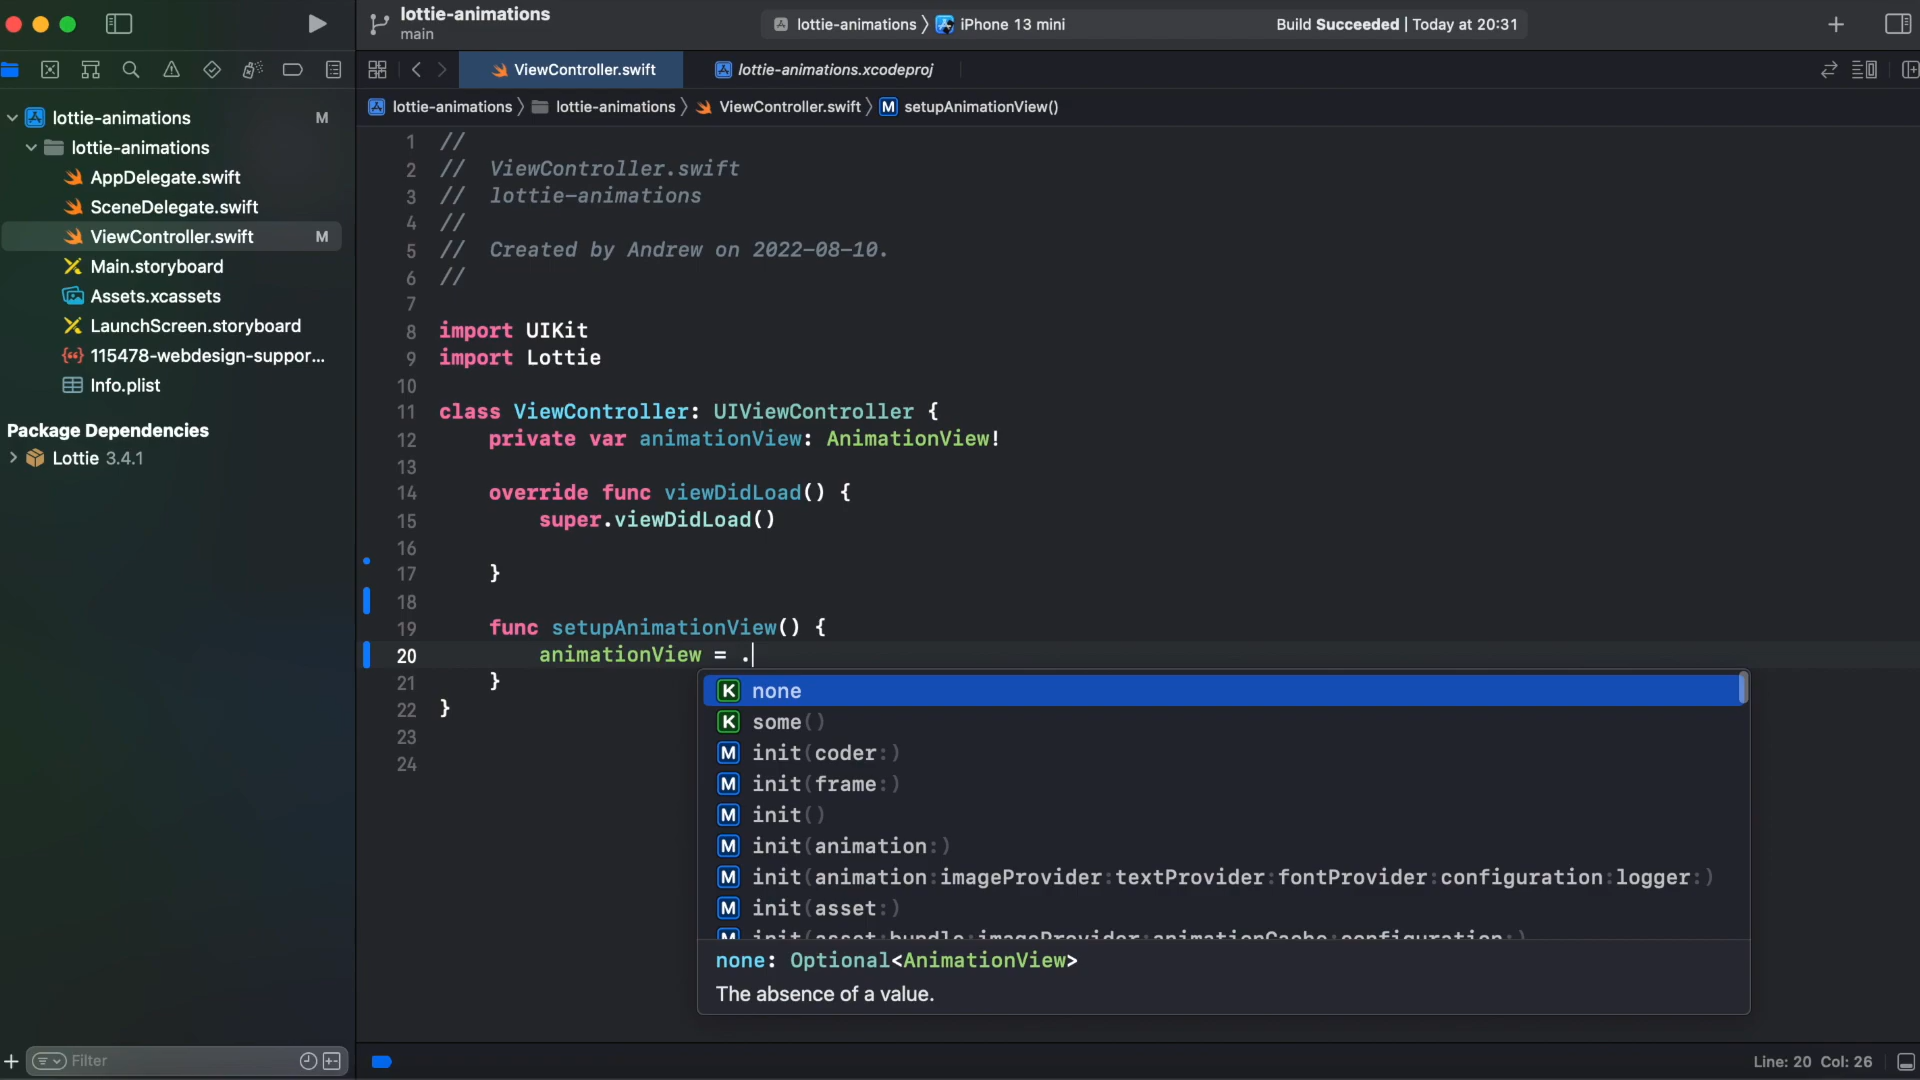 lottie-animations
main
lottie-animations 〉 iPhone 13 mini
Build Succeeded | Today at 20:31
ViewController.swift
lottie-animations.xcodeproj
lottie-animations 〉 lottie-animations 〉 ViewController.swift 〉 M setupAnimationView()
lottie-animations M
lottie-animations
AppDelegate.swift
SceneDelegate.swift
ViewController.swift M
Main.storyboard
Assets.xcassets
LaunchScreen.storyboard
115478-webdesign-suppor...
Info.plist
Package Dependencies
Lottie 3.4.1
Filter
1 //
2 //  ViewController.swift
3 //  lottie-animations
4 //
5 //  Created by Andrew on 2022-08-10.
6 //
7
8 import UIKit
9 import Lottie
10
11 class ViewController: UIViewController {
12     private var animationView: AnimationView!
13
14     override func viewDidLoad() {
15         super.viewDidLoad()
16
17     }
18
19     func setupAnimationView() {
20         animationView = .
21     }
22 }
23
24
K none
K some()
M init(coder:)
M init(frame:)
M init()
M init(animation:)
M init(animation:imageProvider:textProvider:fontProvider:configuration:logger:)
M init(asset:)
M init(asset:bundle:imageProvider:animationCache:configuration:)
none: Optional<AnimationView>
The absence of a value.
Line: 20 Col: 26